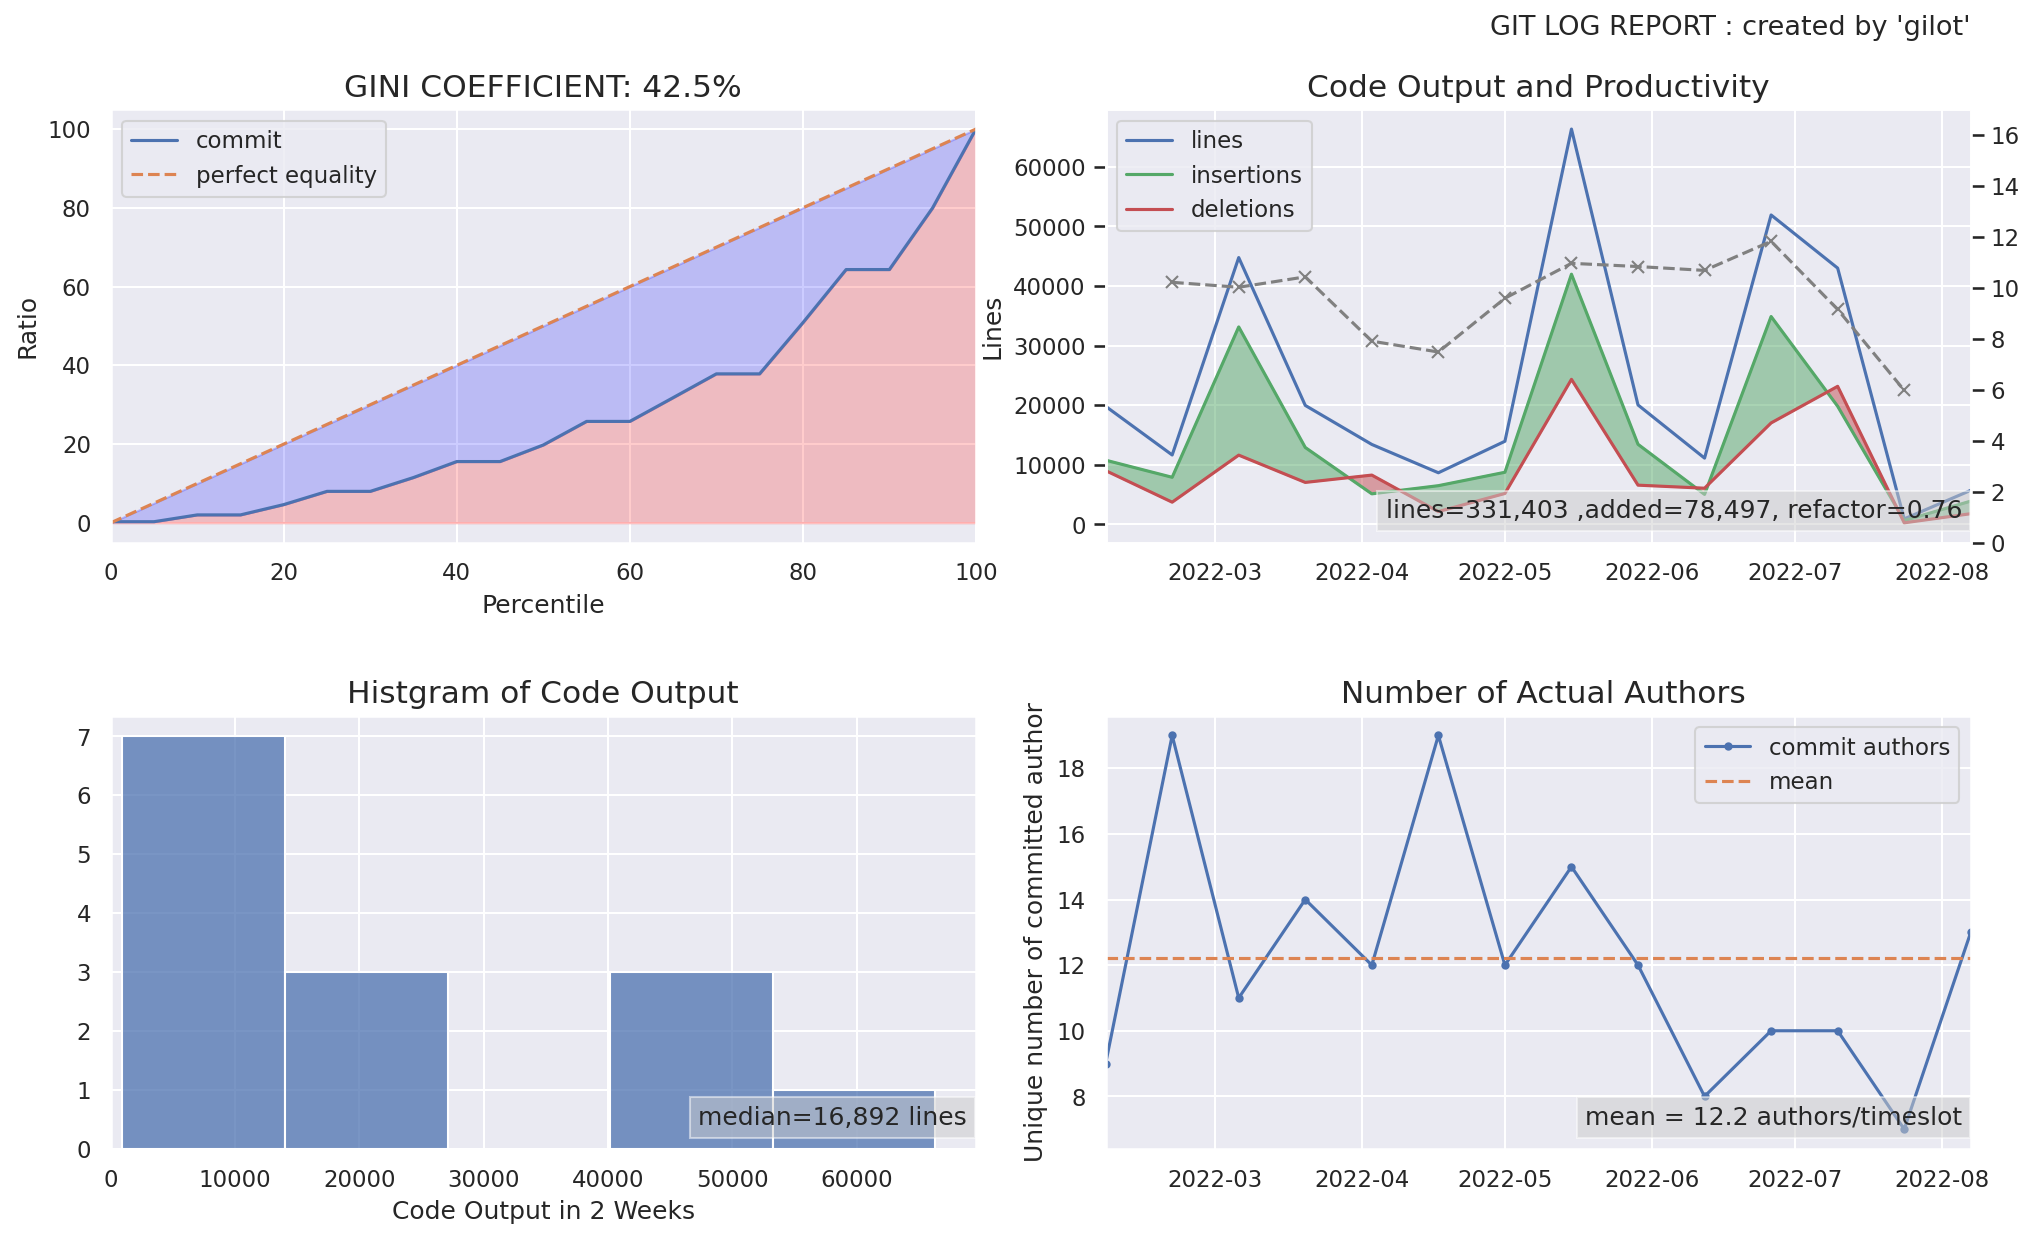 GIT LOG REPORT : created by 'gilot'
GINI COEFFICIENT: 42.5%
commit
perfect equality
Ratio
100
80
60
40
20
0
0 20 40 60 80 100
Percentile
Code Output and Productivity
lines
insertions
deletions
Lines
60000
50000
40000
30000
20000
10000
0
16
14
12
10
8
6
4
2
0
lines=331,403 ,added=78,497, refactor=0.76
2022-03 2022-04 2022-05 2022-06 2022-07 2022-08
Histgram of Code Output
7
6
5
4
3
2
1
0
median=16,892 lines
0 10000 20000 30000 40000 50000 60000
Code Output in 2 Weeks
Number of Actual Authors
commit authors
mean
Unique number of committed author
18
16
14
12
10
8
mean = 12.2 authors/timeslot
2022-03 2022-04 2022-05 2022-06 2022-07 2022-08